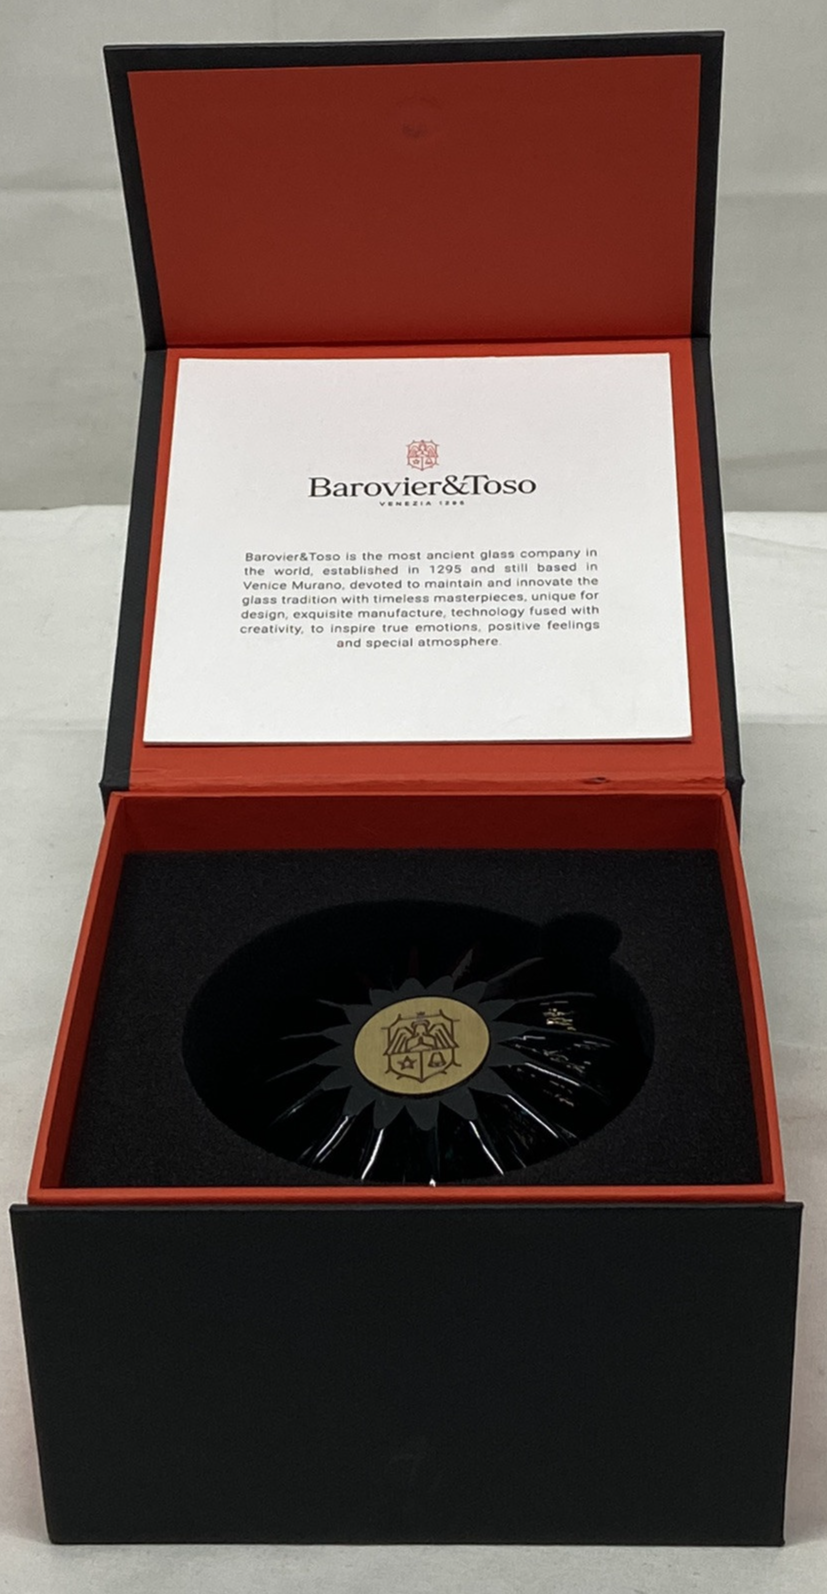 Barovier&Toso
VENEZIA 1295
Barovier&Toso is the most ancient glass company in
the world, established in 1295 and still based in
Venice Murano, devoted to maintain and innovate the
glass tradition with timeless masterpieces, unique for
design, exquisite manufacture, technology fused with
creativity, to inspire true emotions, positive feelings
and special atmosphere.